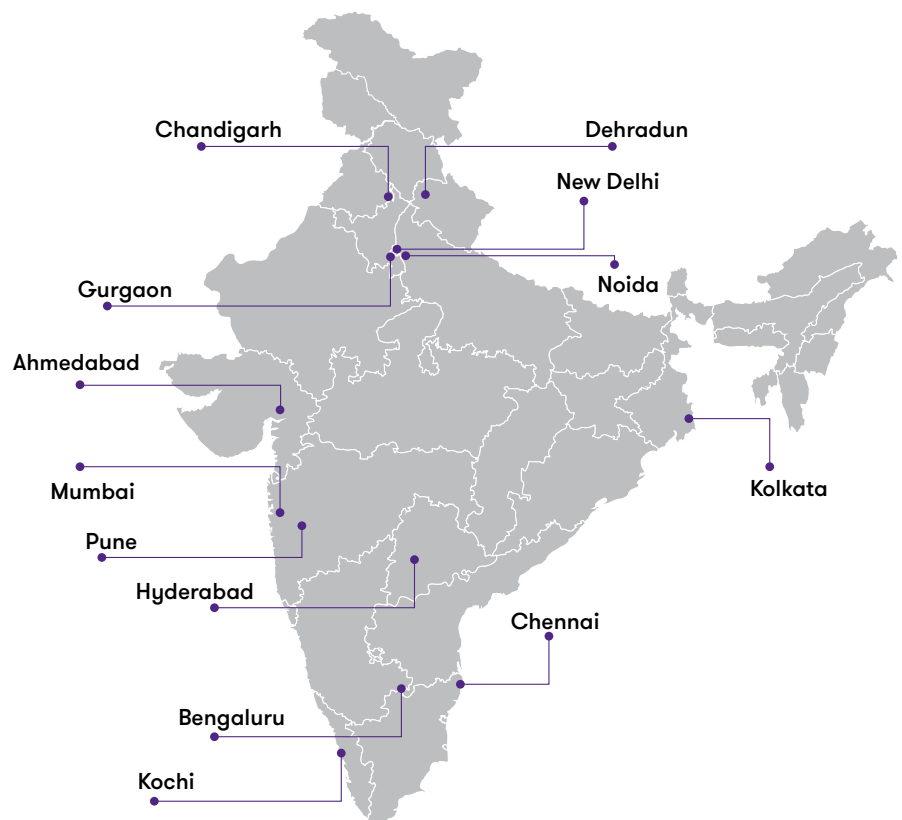 Chandigarh
Dehradun
New Delhi
Noida
Gurgaon
Ahmedabad
Mumbai
Kolkata
Pune
Hyderabad
Chennai
Bengaluru
Kochi